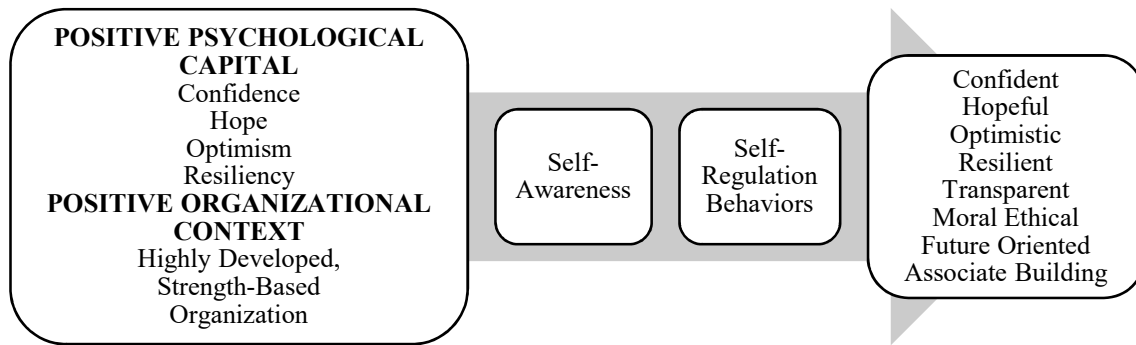 POSITIVE PSYCHOLOGICAL
CAPITAL
Confidence
Hope
Optimism
Resiliency
POSITIVE ORGANIZATIONAL
CONTEXT
Highly Developed,
Strength-Based
Organization
Self-
Awareness
Self-
Regulation
Behaviors
Confident
Hopeful
Optimistic
Resilient
Transparent
Moral Ethical
Future Oriented
Associate Building